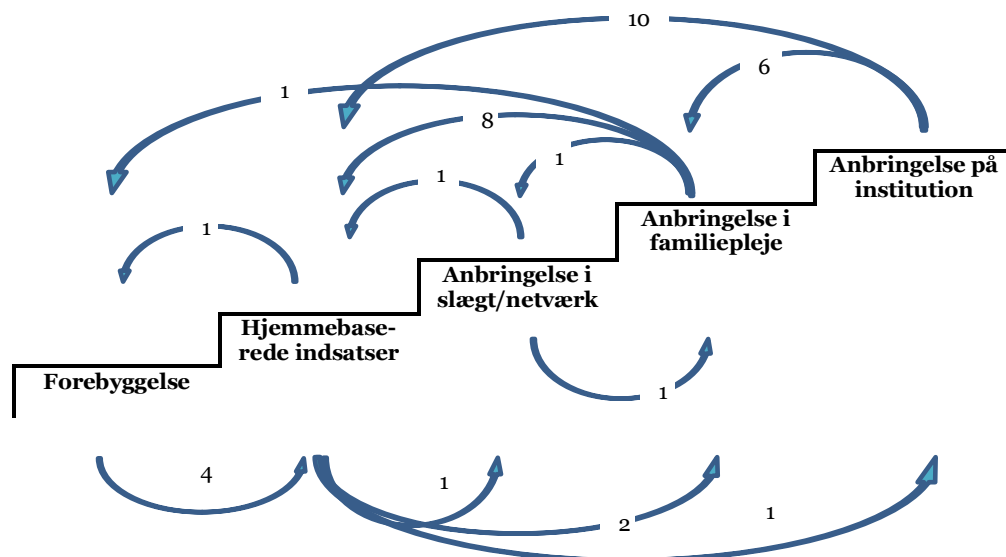 10
6
1
8
1
1
Anbringelse på
institution
Anbringelse i
familiepleje
1
Anbringelse i
slægt/netværk
Hjemmebase-
rede indsatser
Forebyggelse
1
4
1
2
1